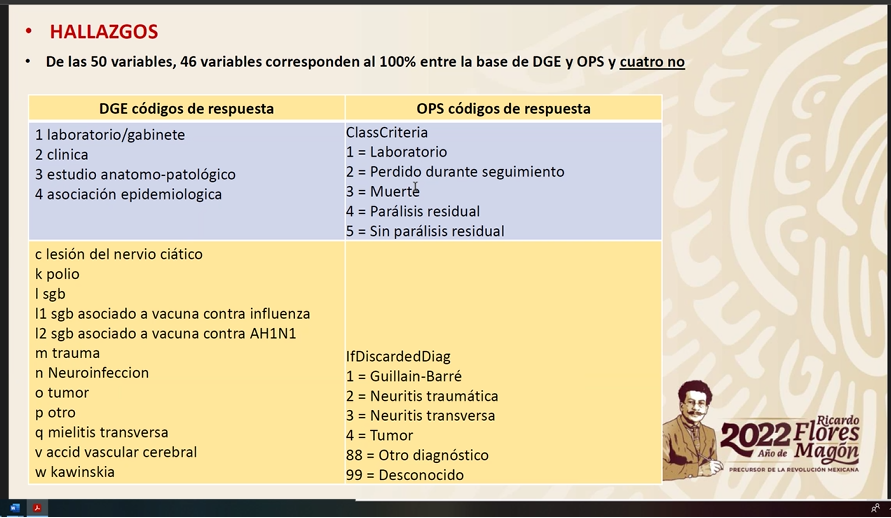 • HALLAZGOS
• De las 50 variables, 46 variables corresponden al 100% entre la base de DGE y OPS y cuatro no
DGE códigos de respuesta
OPS códigos de respuesta
1 laboratorio/gabinete
2 clinica
3 estudio anatomo-patológico
4 asociación epidemiologica
ClassCriteria
1 = Laboratorio
2 = Perdido durante seguimiento
3 = Muerte
4 = Parálisis residual
5 = Sin parálisis residual
c lesión del nervio ciático
k polio
l sgb
l1 sgb asociado a vacuna contra influenza
l2 sgb asociado a vacuna contra AH1N1
m trauma
n Neuroinfeccion
o tumor
p otro
q mielitis transversa
v accid vascular cerebral
w kawinskia
IfDiscardedDiag
1 = Guillain-Barré
2 = Neuritis traumática
3 = Neuritis transversa
4 = Tumor
88 = Otro diagnóstico
99 = Desconocido
2022 Ricardo
Año de Flores
Magón
PRECURSOR DE LA REVOLUCIÓN MEXICANA